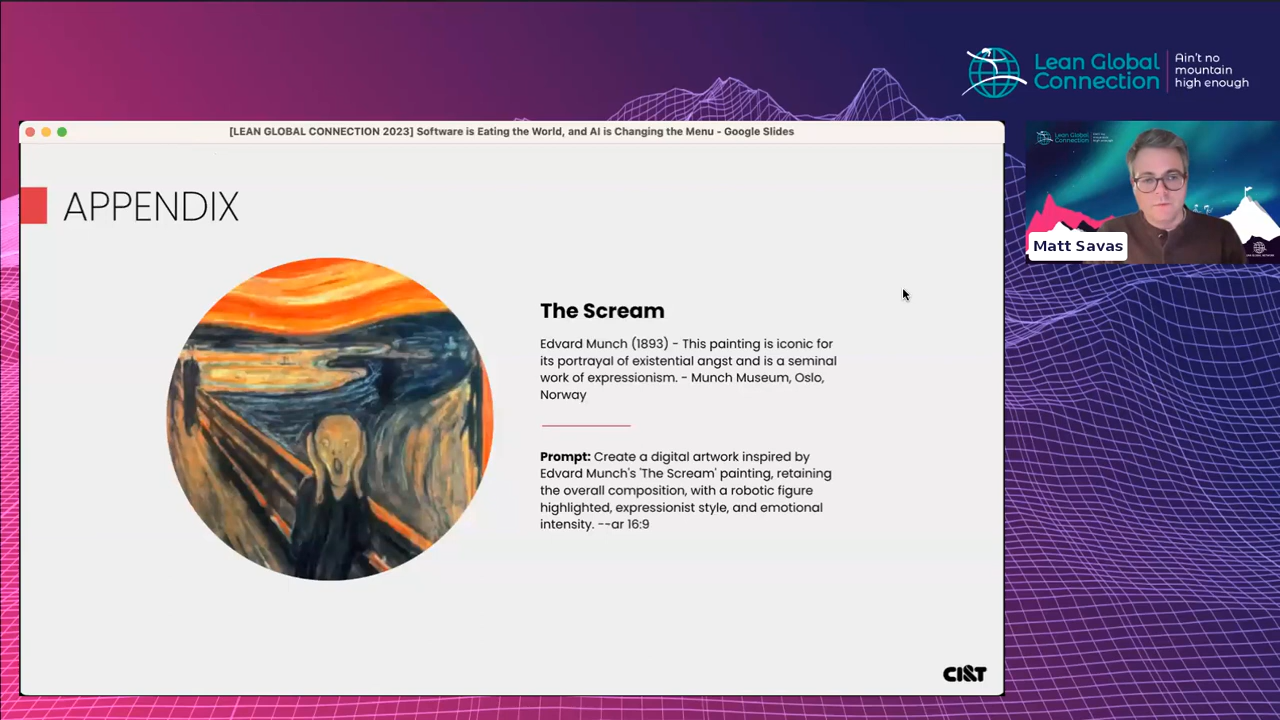 Lean Global
Connection
Ain't no
mountain
high enough
[LEAN GLOBAL CONNECTION 2023] Software is Eating the World, and AI is Changing the Menu - Google Slides
APPENDIX
The Scream
Edvard Munch (1893) - This painting is iconic for
its portrayal of existential angst and is a seminal
work of expressionism. - Munch Museum, Oslo,
Norway
Prompt: Create a digital artwork inspired by
Edvard Munch's 'The Scream' painting, retaining
the overall composition, with a robotic figure
highlighted, expressionist style, and emotional
intensity. --ar 16:9
CI&T
Lean Global
Connection
Matt Savas